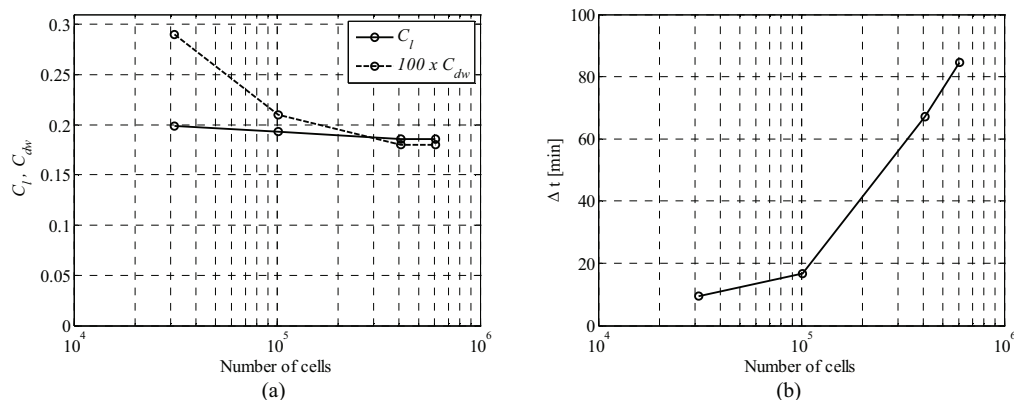 0.3
0.25
0.2
0.15
0.1
0.05
0
C_l, C_dw
C_l
100 x C_dw
10^4
10^5
10^6
Number of cells
(a)
100
80
60
40
20
0
Δ t [min]
10^4
10^5
10^6
Number of cells
(b)